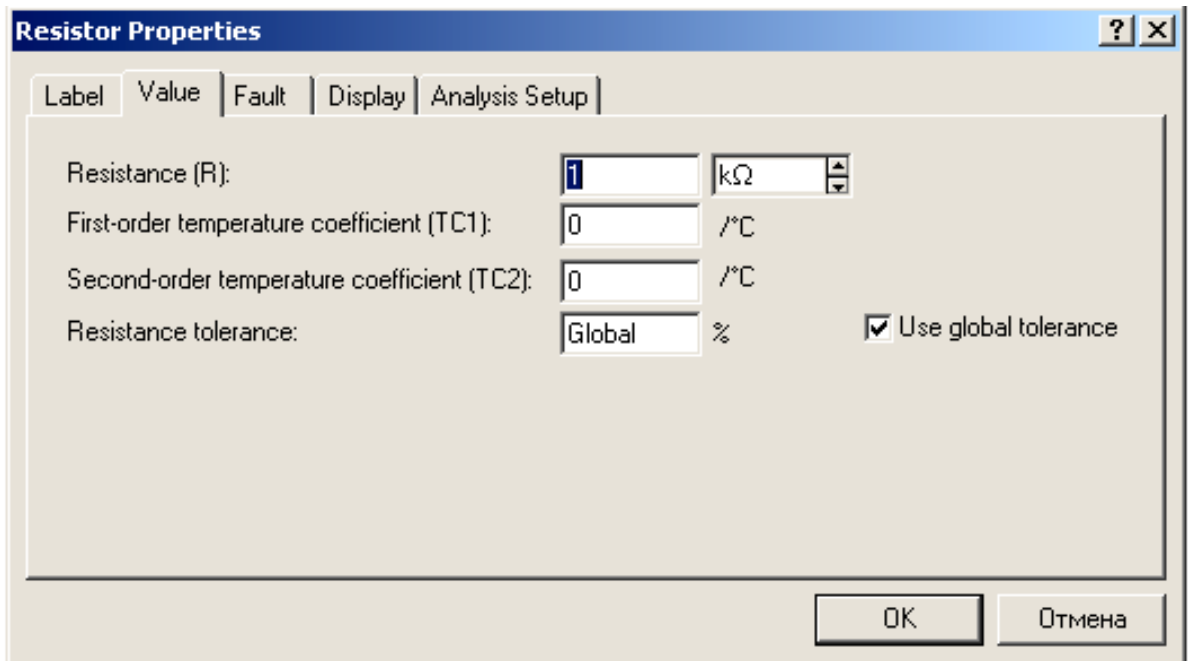 Resistor Properties ? X
Label Value Fault Display Analysis Setup
Resistance (R): 1 kΩ
First-order temperature coefficient (TC1): 0 /°C
Second-order temperature coefficient (TC2): 0 /°C
Resistance tolerance: Global % Use global tolerance
OK Отмена